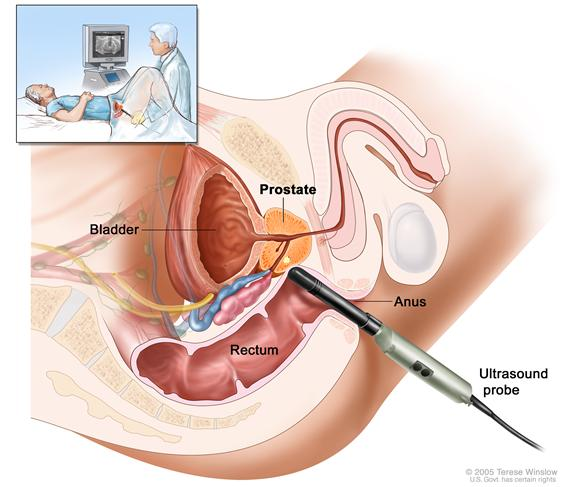 Prostate
Bladder
Anus
Rectum
Ultrasound
probe
© 2005 Terese Winslow
U.S. Govt. has certain rights